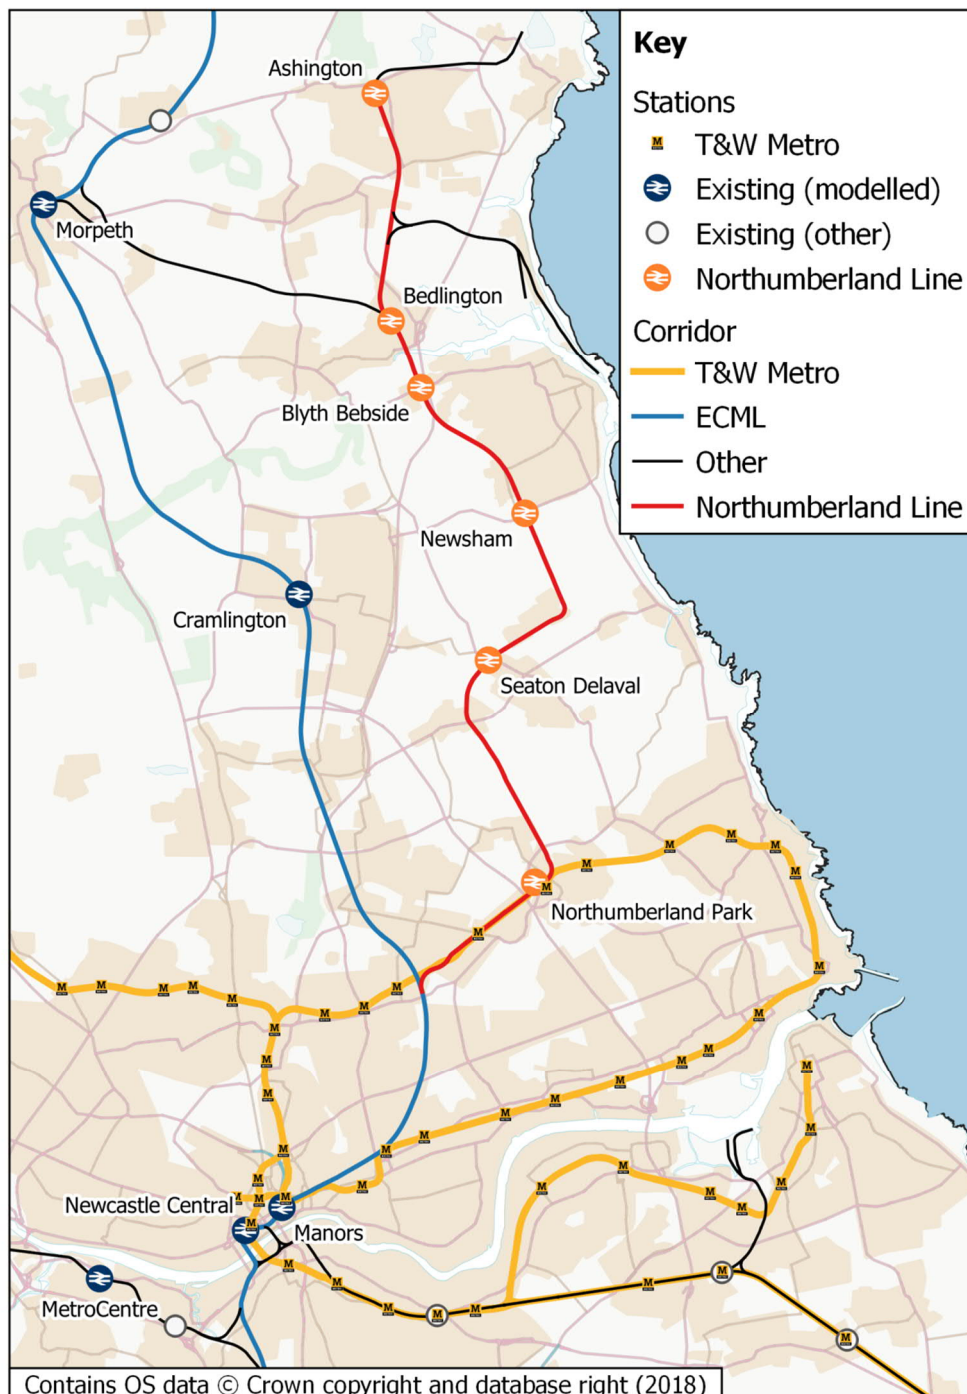 Key
Stations
T&W Metro
Existing (modelled)
Existing (other)
Northumberland Line
Corridor
T&W Metro
ECML
Other
Northumberland Line
Ashington
Morpeth
Bedlington
Blyth Bebside
Newsham
Cramlington
Seaton Delaval
Northumberland Park
Newcastle Central
Manors
MetroCentre
Contains OS data © Crown copyright and database right (2018)